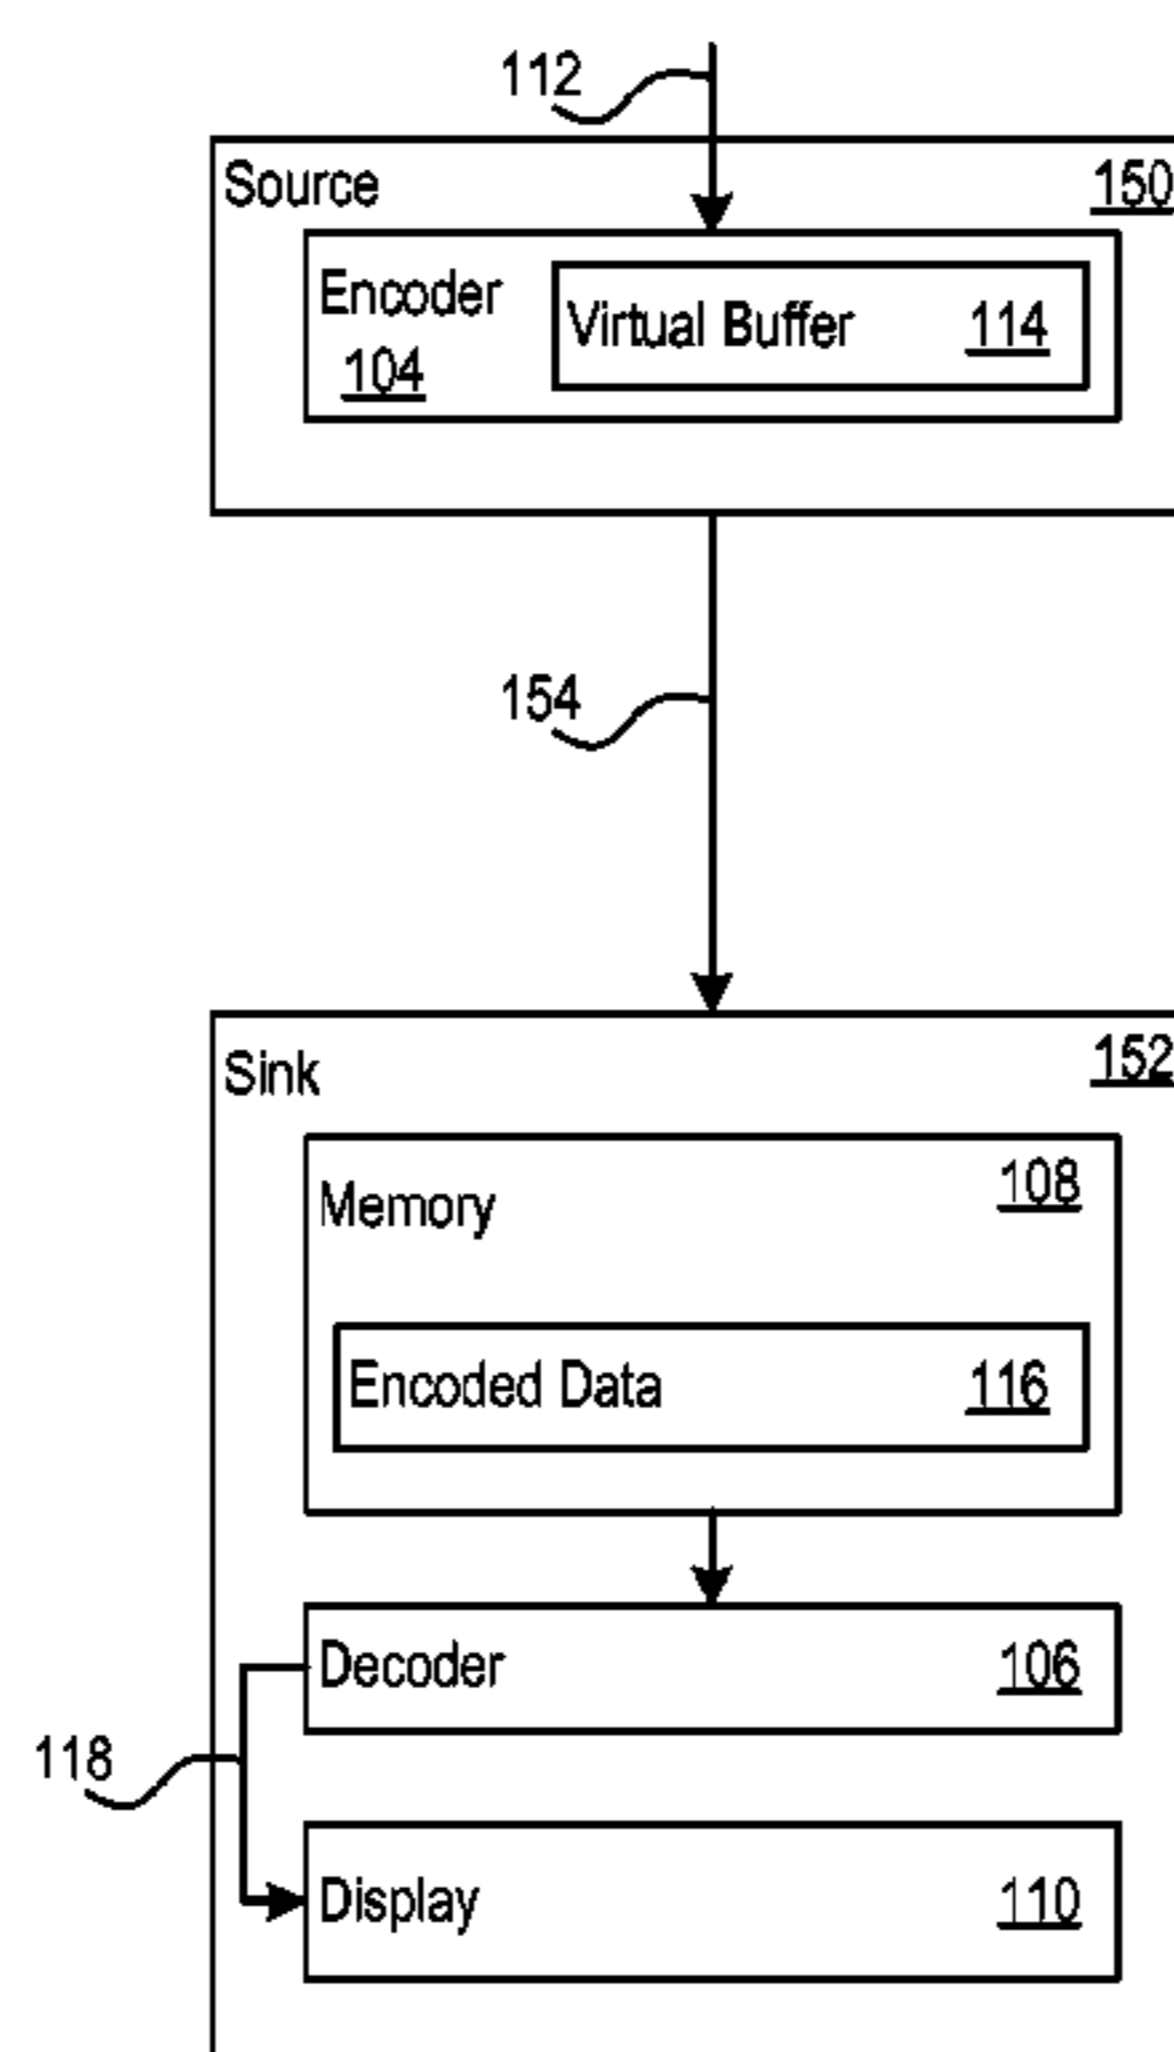 112
Source 150
Encoder
104
Virtual Buffer 114
154
Sink 152
Memory 108
Encoded Data 116
Decoder 106
118
Display 110